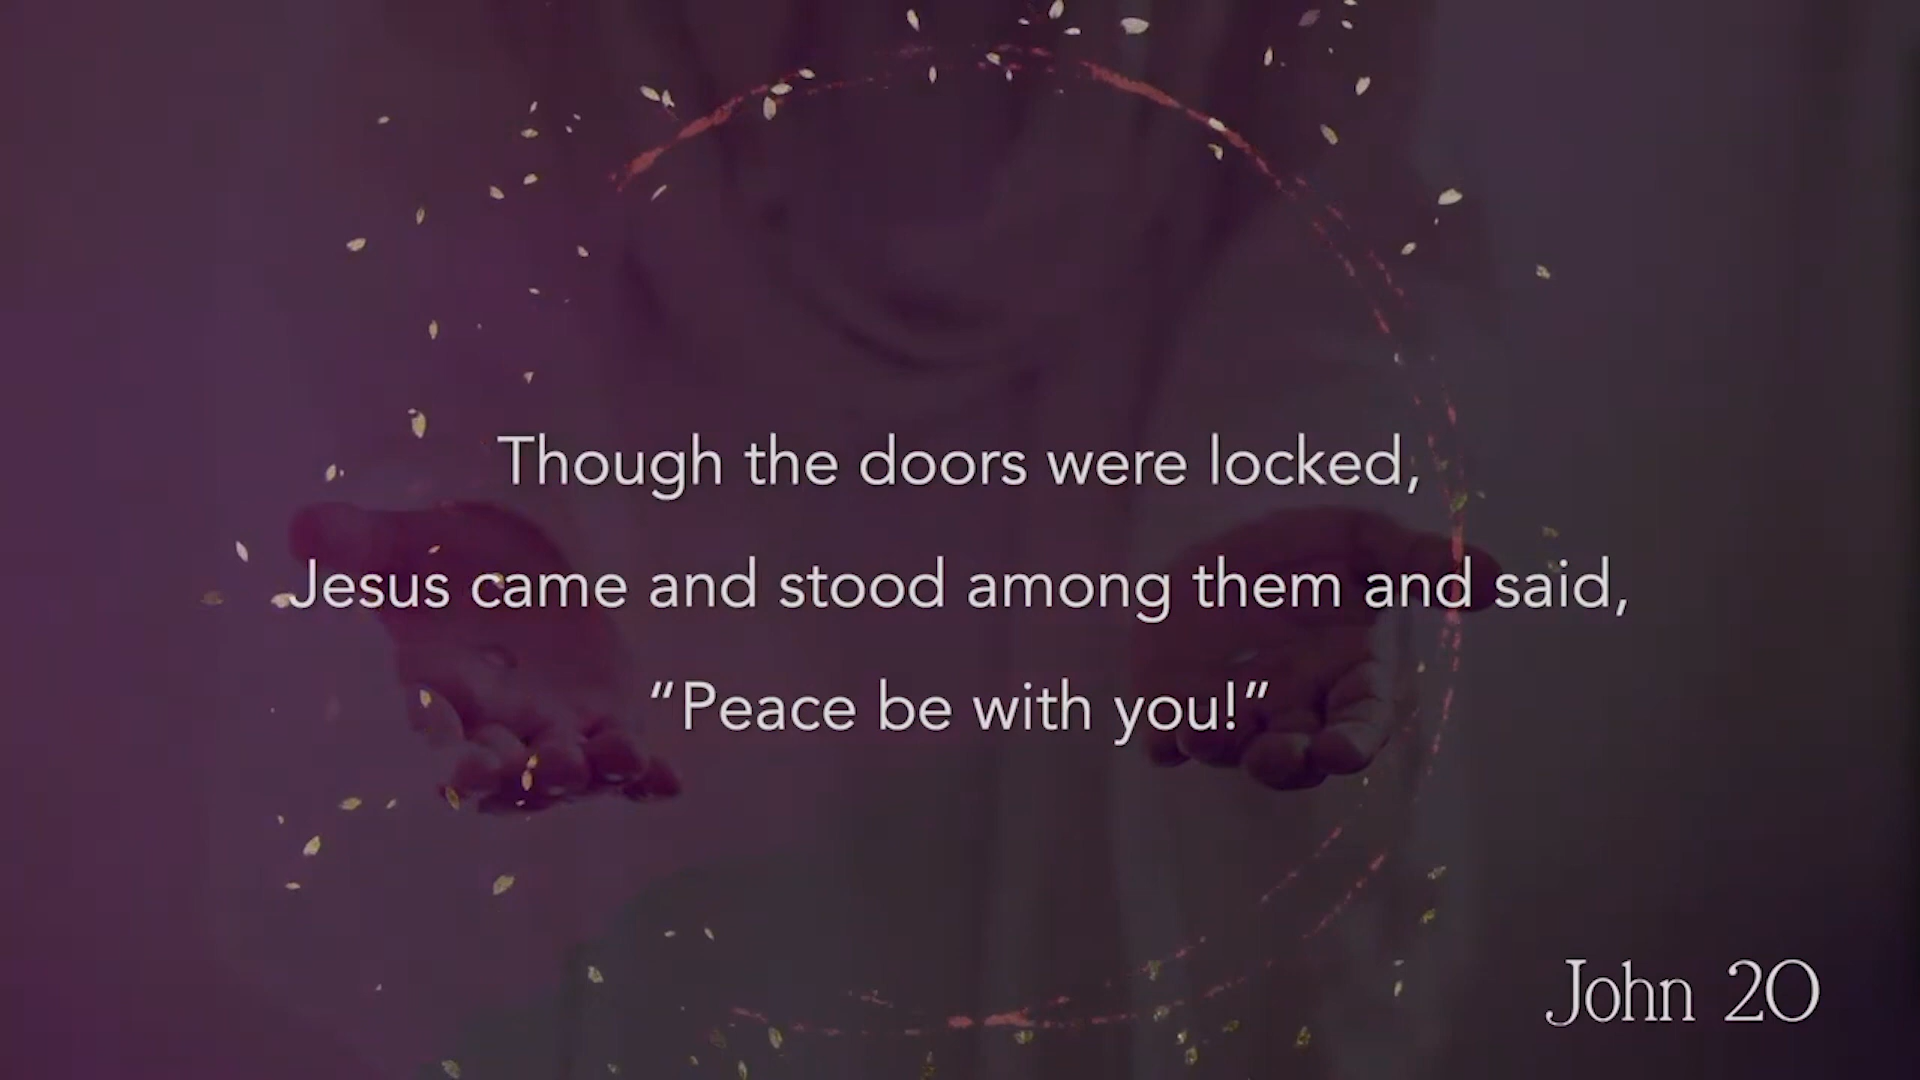 Though the doors were locked,
Jesus came and stood among them and said,
“Peace be with you!”
John 20